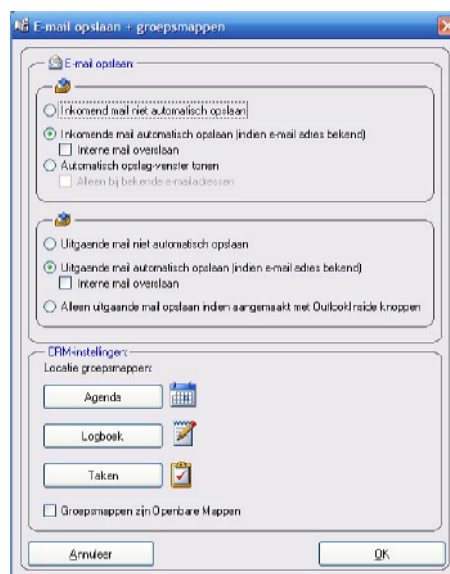 E-mail opslaan + groepsmappen
E-mail opslaan:
Inkomend mail niet automatisch opslaan
Inkomende mail automatisch opslaan (indien e-mail adres bekend)
Interne mail overslaan
Automatisch opslag-venster tonen
Alleen bij bekende e-mailadressen
Uitgaande mail niet automatisch opslaan
Uitgaande mail automatisch opslaan (indien e-mail adres bekend)
Interne mail overslaan
Alleen uitgaande mail opslaan indien aangemaakt met OutlookInside knoppen
CRM-instellingen:
Locatie groepsmappen:
Agenda
Logboek
Taken
Groepsmappen zijn Openbare Mappen
Annuleer OK